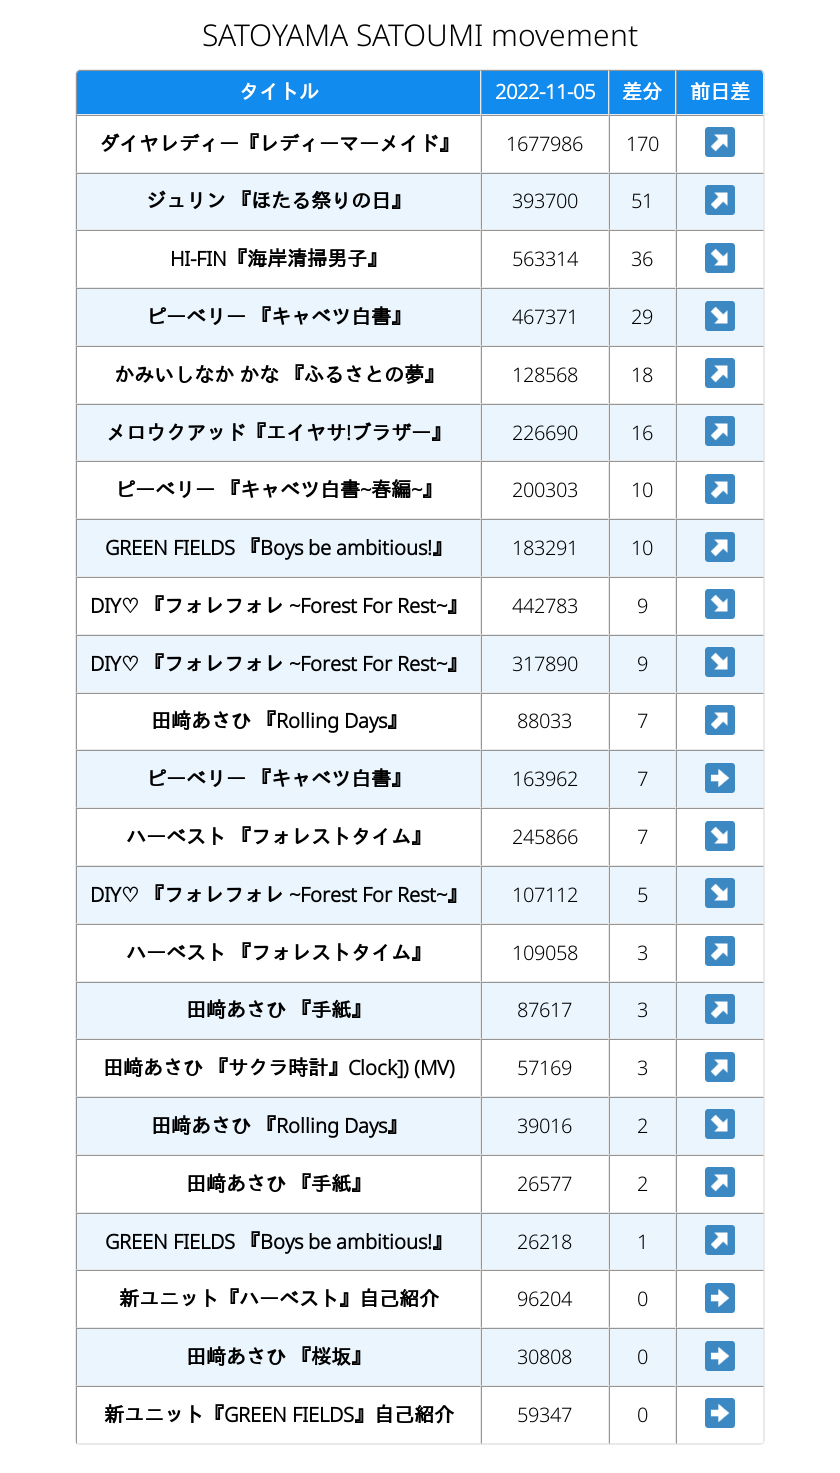 SATOYAMA SATOUMI movement
タイトル 2022-11-05 差分 前日差
ダイヤレディー『レディーマーメイド』 1677986 170 ↗
ジュリン 『ほたる祭りの日』 393700 51 ↗
HI-FIN『海岸清掃男子』 563314 36 ↘
ピーベリー 『キャベツ白書』 467371 29 ↘
かみいしなか かな 『ふるさとの夢』 128568 18 ↗
メロウクアッド『エイヤサ!ブラザー』 226690 16 ↗
ピーベリー 『キャベツ白書~春編~』 200303 10 ↗
GREEN FIELDS 『Boys be ambitious!』 183291 10 ↗
DIY♡ 『フォレフォレ ~Forest For Rest~』 442783 9 ↘
DIY♡ 『フォレフォレ ~Forest For Rest~』 317890 9 ↘
田﨑あさひ 『Rolling Days』 88033 7 ↗
ピーベリー 『キャベツ白書』 163962 7 ➡
ハーベスト 『フォレストタイム』 245866 7 ↘
DIY♡ 『フォレフォレ ~Forest For Rest~』 107112 5 ↘
ハーベスト 『フォレストタイム』 109058 3 ↗
田﨑あさひ 『手紙』 87617 3 ↗
田﨑あさひ 『サクラ時計』Clock]) (MV) 57169 3 ↗
田﨑あさひ 『Rolling Days』 39016 2 ↘
田﨑あさひ 『手紙』 26577 2 ↗
GREEN FIELDS 『Boys be ambitious!』 26218 1 ↗
新ユニット『ハーベスト』自己紹介 96204 0 ➡
田﨑あさひ 『桜坂』 30808 0 ➡
新ユニット『GREEN FIELDS』自己紹介 59347 0 ➡